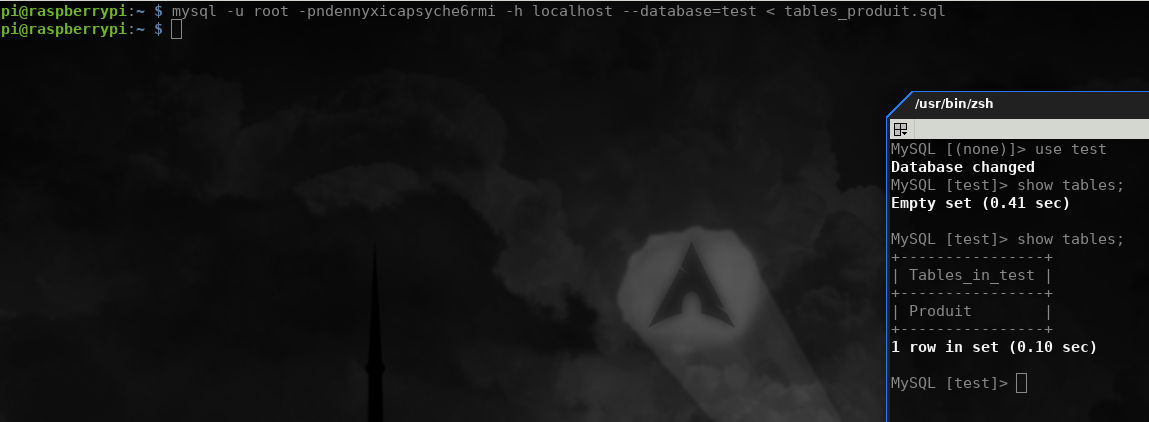 pi@raspberrypi:~ $ mysql -u root -pndennyxicapsyche6rmi -h localhost --database=test < tables_produit.sql
pi@raspberrypi:~ $
/usr/bin/zsh
MySQL [(none)]> use test
Database changed
MySQL [test]> show tables;
Empty set (0.41 sec)
MySQL [test]> show tables;
+----------------+
| Tables_in_test |
+----------------+
| Produit        |
+----------------+
1 row in set (0.10 sec)
MySQL [test]>